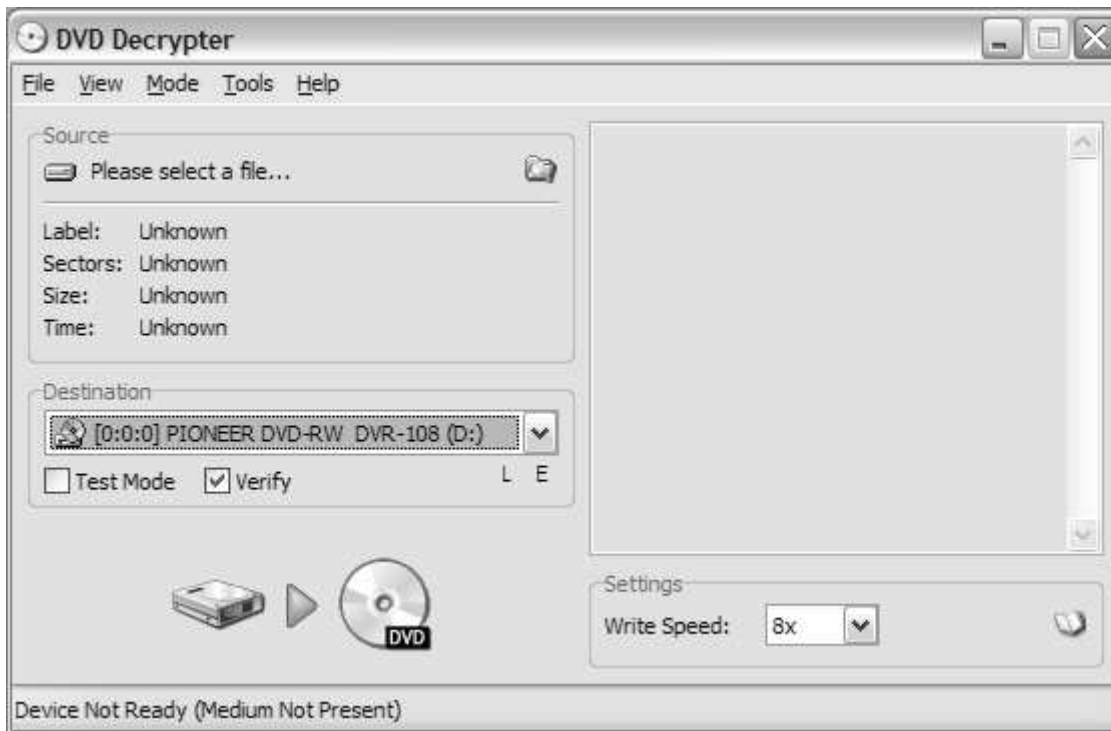 DVD Decrypter
File View Mode Tools Help
Source
Please select a file...
Label: Unknown
Sectors: Unknown
Size: Unknown
Time: Unknown
Destination
[0:0:0] PIONEER DVD-RW DVR-108 (D:)
Test Mode Verify L E
DVD
Settings
Write Speed: 8x
Device Not Ready (Medium Not Present)